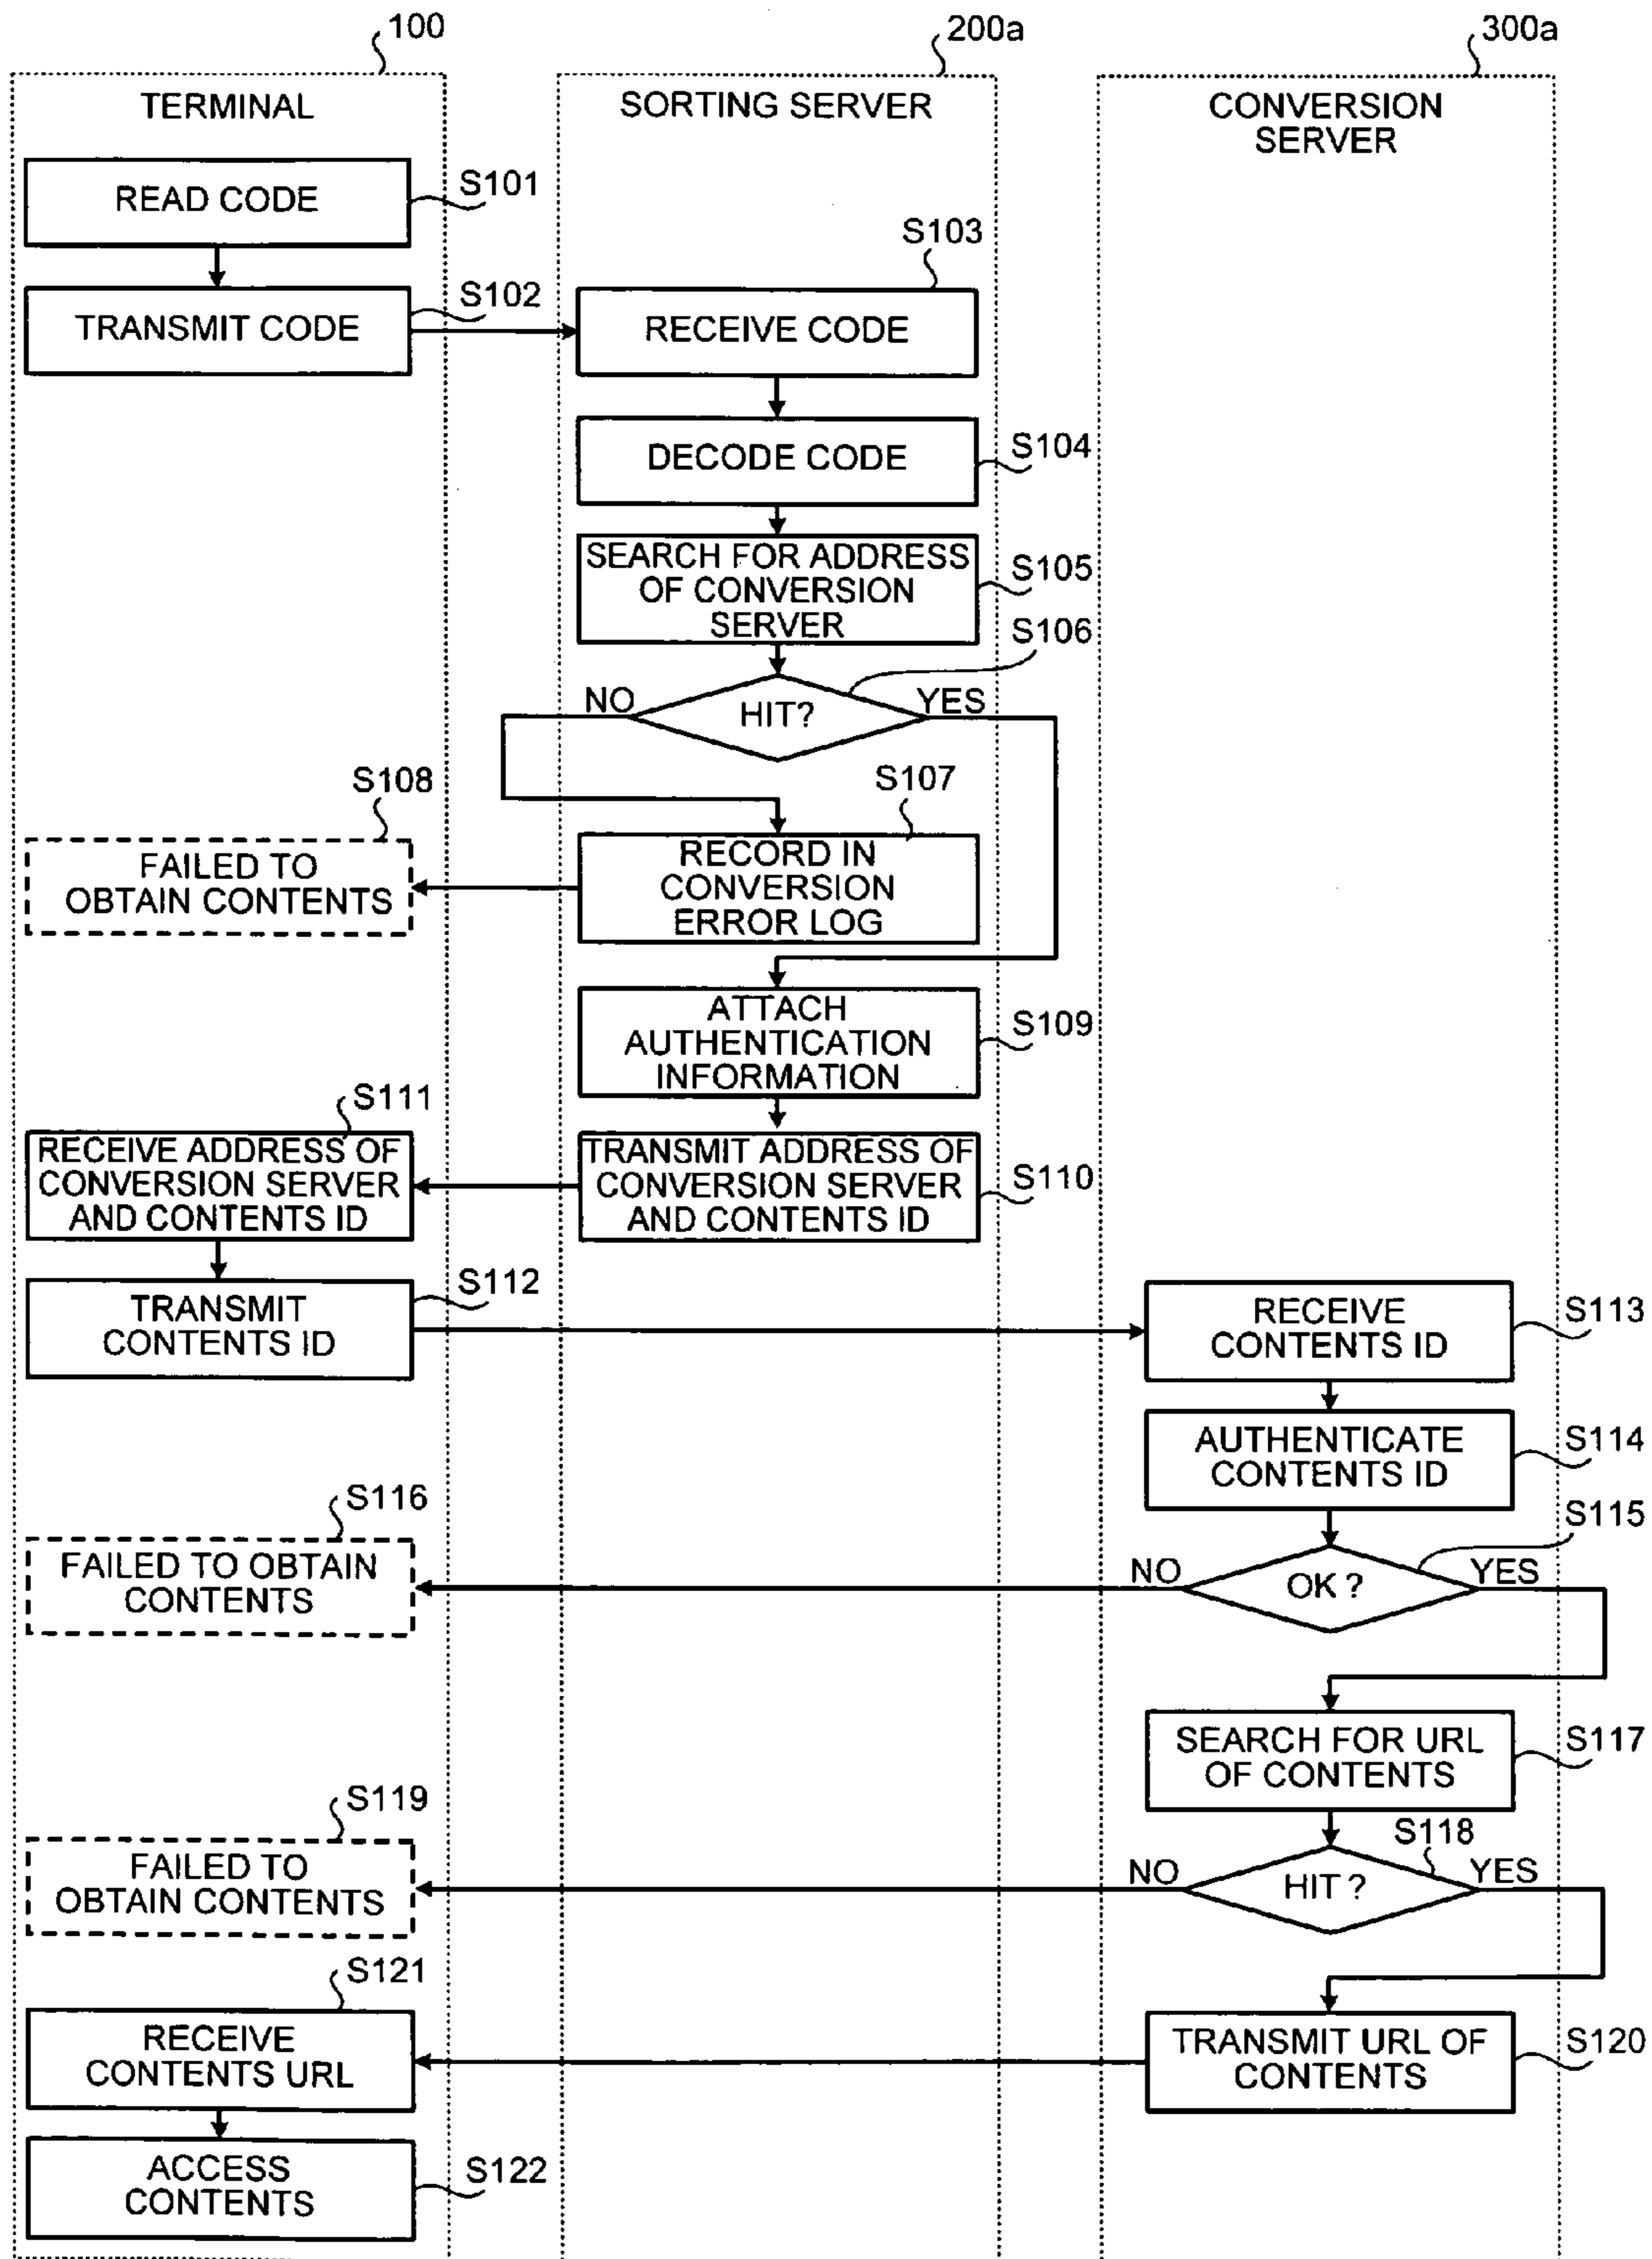 100
200a
300a
TERMINAL
SORTING SERVER
CONVERSION
SERVER
READ CODE
S101
TRANSMIT CODE
S102
S103
RECEIVE CODE
DECODE CODE
S104
SEARCH FOR ADDRESS
OF CONVERSION
SERVER
S105
S106
NO
HIT?
YES
S107
S108
FAILED TO
OBTAIN CONTENTS
RECORD IN
CONVERSION
ERROR LOG
ATTACH
AUTHENTICATION
INFORMATION
S109
S111
RECEIVE ADDRESS OF
CONVERSION SERVER
AND CONTENTS ID
TRANSMIT ADDRESS OF
CONVERSION SERVER
AND CONTENTS ID
S110
TRANSMIT
CONTENTS ID
S112
RECEIVE
CONTENTS ID
S113
AUTHENTICATE
CONTENTS ID
S114
S115
S116
FAILED TO OBTAIN
CONTENTS
NO
OK ?
YES
SEARCH FOR URL
OF CONTENTS
S117
S118
S119
FAILED TO
OBTAIN CONTENTS
NO
HIT ?
YES
S121
RECEIVE
CONTENTS URL
TRANSMIT URL OF
CONTENTS
S120
ACCESS
CONTENTS
S122